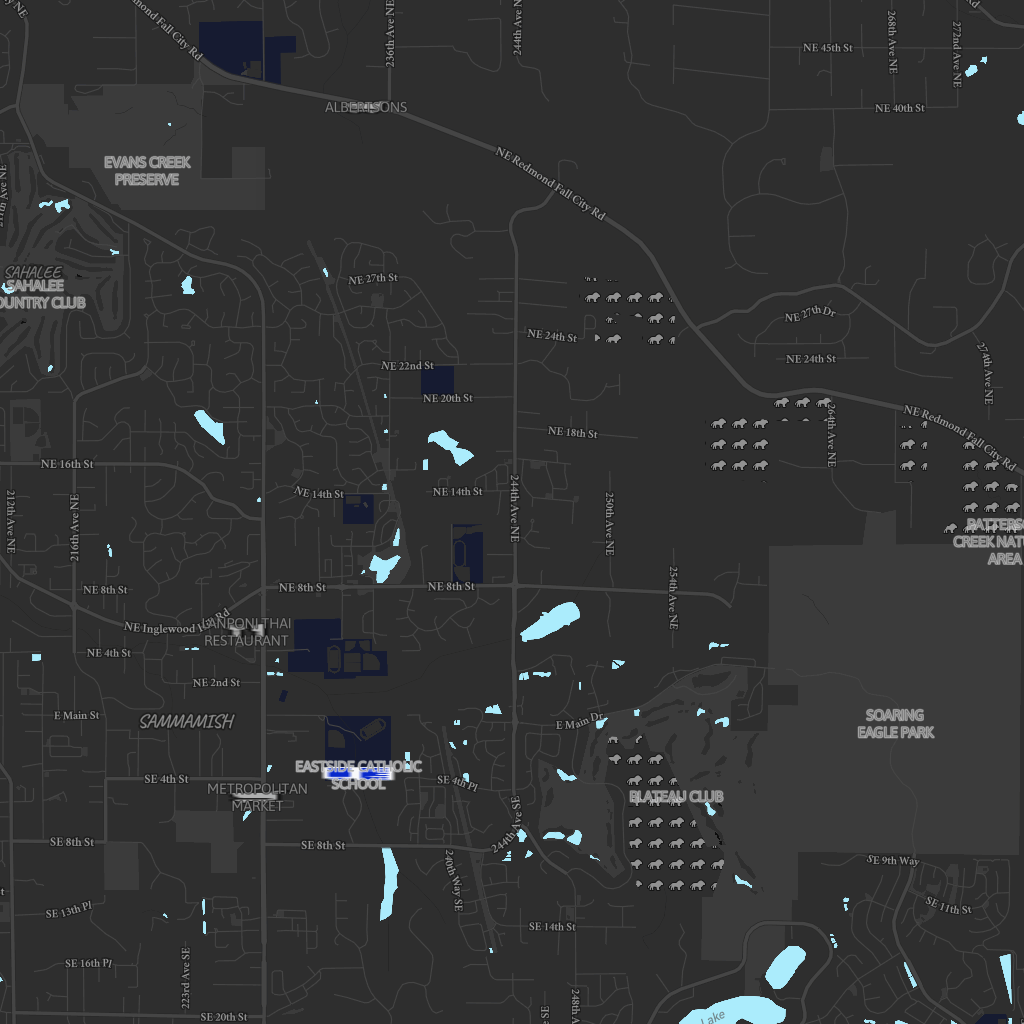 NE Redmond Fall City Rd
236th Ave NE
244th Ave NE
268th Ave NE
272nd Ave NE
NE 45th St
NE 40th St
ALBERTSONS
EVANS CREEK
PRESERVE
NE Redmond Fall City Rd
SAHALEE
SAHALEE
COUNTRY CLUB
NE 27th St
NE 24th St
NE 27th Dr
NE 24th St
274th Ave NE
NE 22nd St
NE 20th St
264th Ave NE
NE Redmond Fall City Rd
NE 18th St
NE 16th St
NE 14th St
NE 14th St
244th Ave NE
250th Ave NE
212th Ave NE
216th Ave NE
CREEK
AREA
254th Ave NE
NE 8th St
NE 8th St
NE 8th St
NE Inglewood Hill Rd
THAI
RESTAURANT
NE 4th St
NE 2nd St
E Main St
SAMMAMISH
E Main Dr
SOARING
EAGLE PARK
EASTSIDE CATHOLIC
SCHOOL
SE 4th St
SE 4th Pl
METROPOLITAN
MARKET
PLATEAU CLUB
244th Ave SE
SE 8th St
SE 8th St
240th Way SE
SE 9th Way
SE 11th St
SE 13th Pl
SE 14th St
SE 16th Pl
223rd Ave SE
SE 20th St
Lake